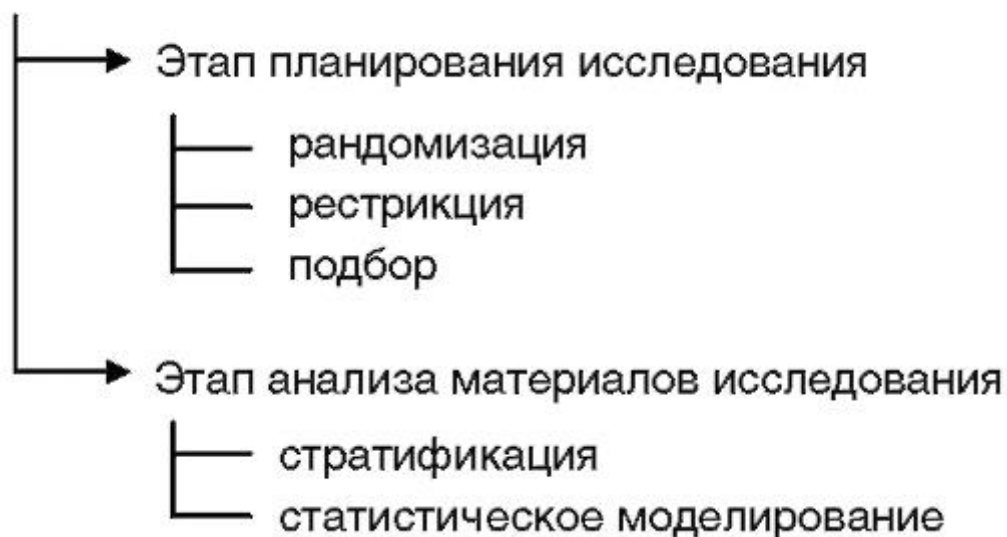 Этап планирования исследования
рандомизация
рестрикция
подбор
Этап анализа материалов исследования
стратификация
статистическое моделирование